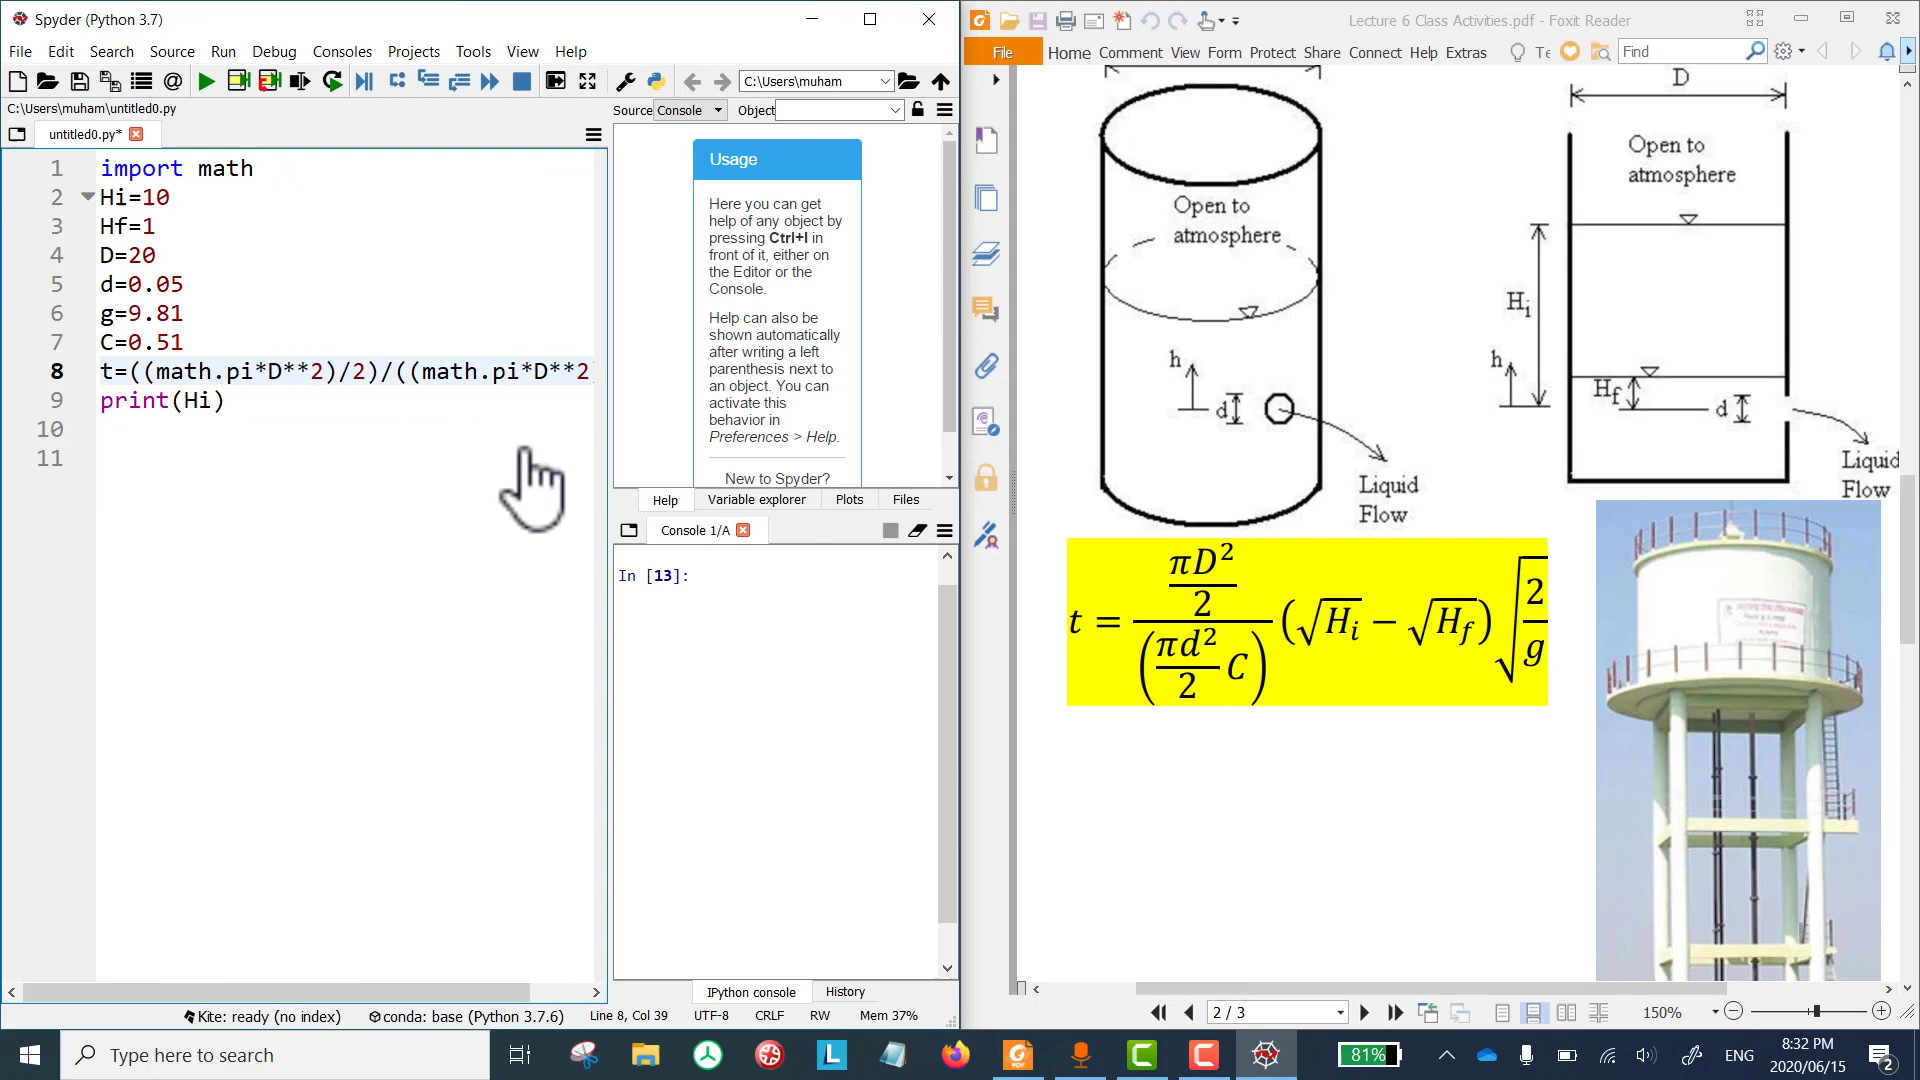 Spyder (Python 3.7)
File Edit Search Source Run Debug Consoles Projects Tools View Help
C:\Users\muham
C:\Users\muham\untitled0.py
untitled0.py*
1 import math
2 Hi=10
3 Hf=1
4 D=20
5 d=0.05
6 g=9.81
7 C=0.51
8 t=((math.pi*D**2)/2)/((math.pi*D**2
9 print(Hi)
10
11
Source Console Object
Usage
Here you can get
help of any object by
pressing Ctrl+I in
front of it, either on
the Editor or the
Console.
Help can also be
shown automatically
after writing a left
parenthesis next to
an object. You can
activate this
behavior in
Preferences > Help.
New to Spyder?
Help Variable explorer Plots Files
Console 1/A
In [13]:
IPython console History
Kite: ready (no index) conda: base (Python 3.7.6) Line 8, Col 39 UTF-8 CRLF RW Mem 37%
Lecture 6 Class Activities.pdf - Foxit Reader
File Home Comment View Form Protect Share Connect Help Extras Te Find
D
Open to
atmosphere
Open to
atmosphere
Hi
h
h
Hf
d
d
Liquid
Flow
Liquid
Flow
t = πD²/2 / (πd²/2 C) (√Hi − √Hf) √2/g
2 / 3
150%
Type here to search
L
81%
ENG
8:32 PM
2020/06/15
2